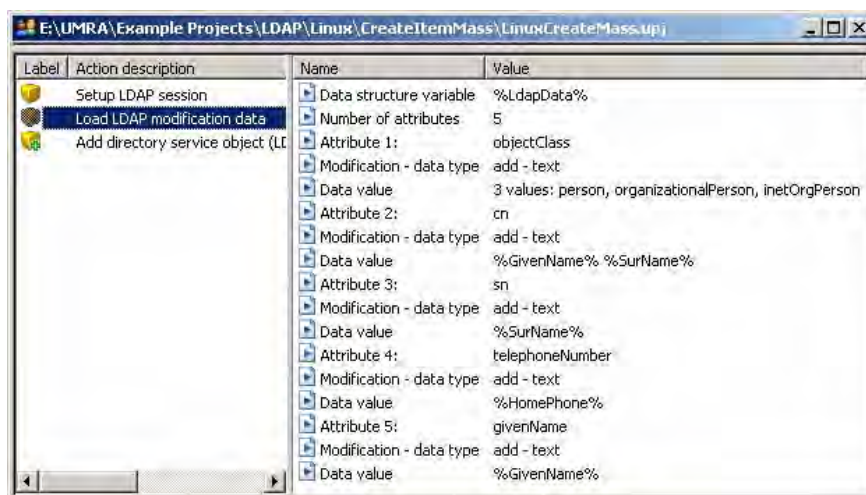 E:\UMRA\Example Projects\LDAP\Linux\CreateItemMass\LinuxCreateMass.upj
Label Action description
Setup LDAP session
Load LDAP modification data
Add directory service object (LD
Name Value
Data structure variable %LdapData%
Number of attributes 5
Attribute 1: objectClass
Modification - data type add - text
Data value 3 values: person, organizationalPerson, inetOrgPerson
Attribute 2: cn
Modification - data type add - text
Data value %GivenName% %SurName%
Attribute 3: sn
Modification - data type add - text
Data value %SurName%
Attribute 4: telephoneNumber
Modification - data type add - text
Data value %HomePhone%
Attribute 5: givenName
Modification - data type add - text
Data value %GivenName%